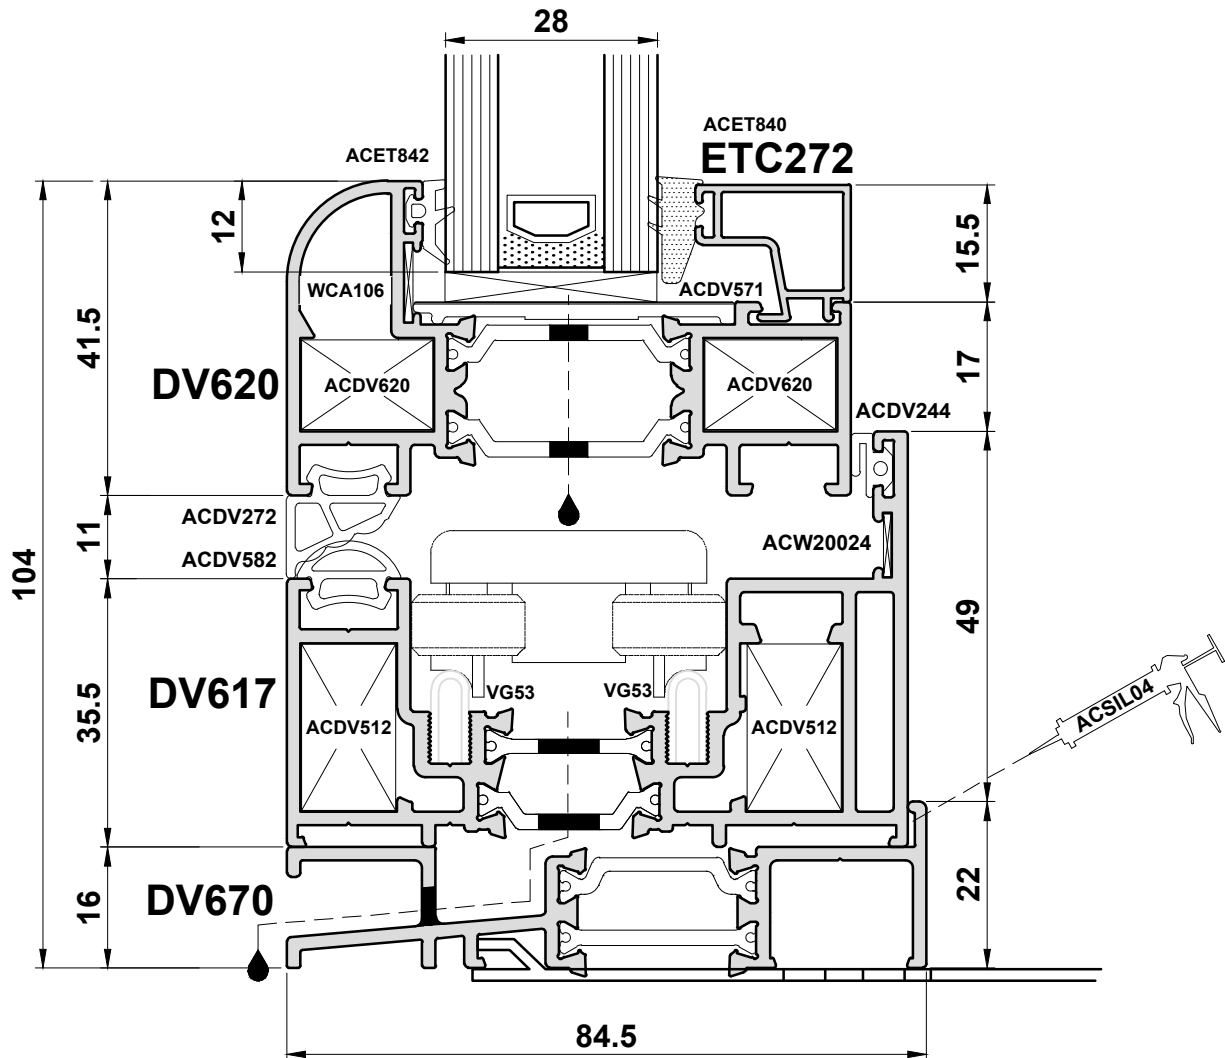 28
ACET840
ETC272
ACET842
12
15.5
WCA106
ACDV571
41.5
DV620
ACDV620
ACDV620
17
ACDV244
ACDV272
11
ACW20024
ACDV582
104
49
DV617
35.5
VG53
VG53
ACDV512
ACDV512
ACSIL04
DV670
16
22
84.5